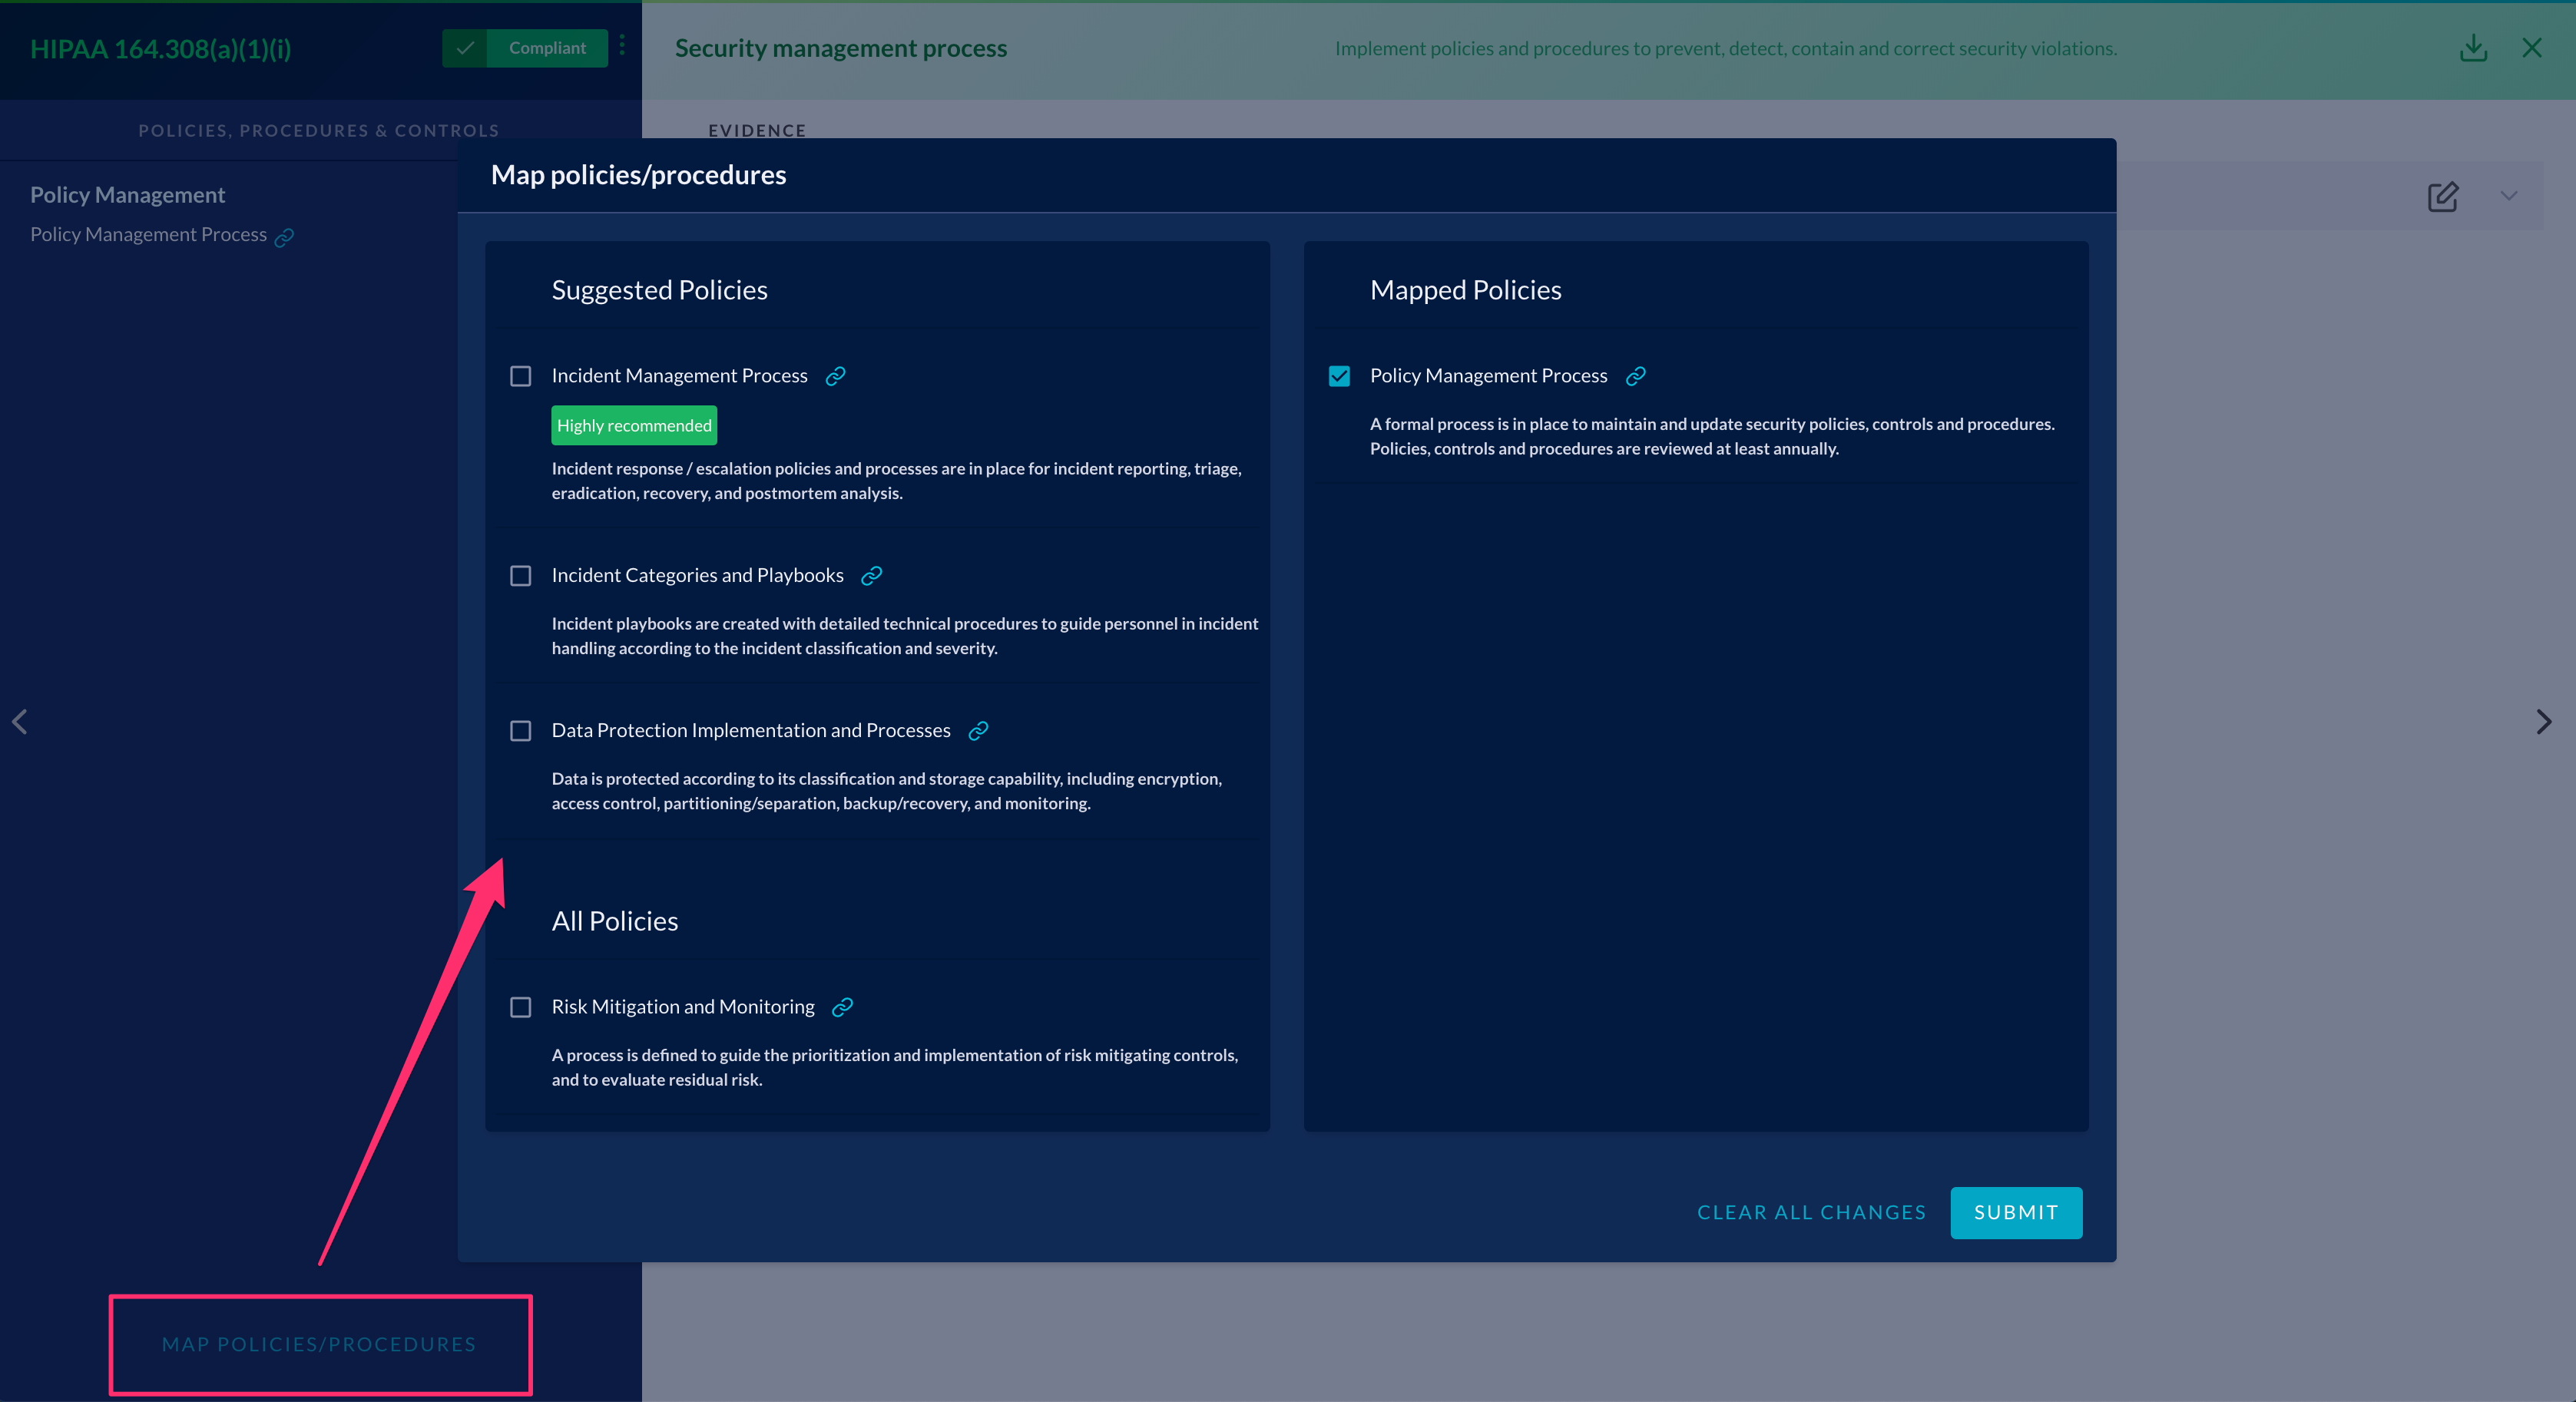 HIPAA 164.308(a)(1)(i)
Compliant
Security management process
Implement policies and procedures to prevent, detect, contain and correct security violations.
POLICIES, PROCEDURES & CONTROLS
EVIDENCE
Policy Management
Policy Management Process
Map policies/procedures
Suggested Policies
Incident Management Process
Highly recommended
Incident response / escalation policies and processes are in place for incident reporting, triage,
eradication, recovery, and postmortem analysis.
Incident Categories and Playbooks
Incident playbooks are created with detailed technical procedures to guide personnel in incident
handling according to the incident classification and severity.
Data Protection Implementation and Processes
Data is protected according to its classification and storage capability, including encryption,
access control, partitioning/separation, backup/recovery, and monitoring.
All Policies
Risk Mitigation and Monitoring
A process is defined to guide the prioritization and implementation of risk mitigating controls,
and to evaluate residual risk.
Mapped Policies
Policy Management Process
A formal process is in place to maintain and update security policies, controls and procedures.
Policies, controls and procedures are reviewed at least annually.
CLEAR ALL CHANGES
SUBMIT
MAP POLICIES/PROCEDURES